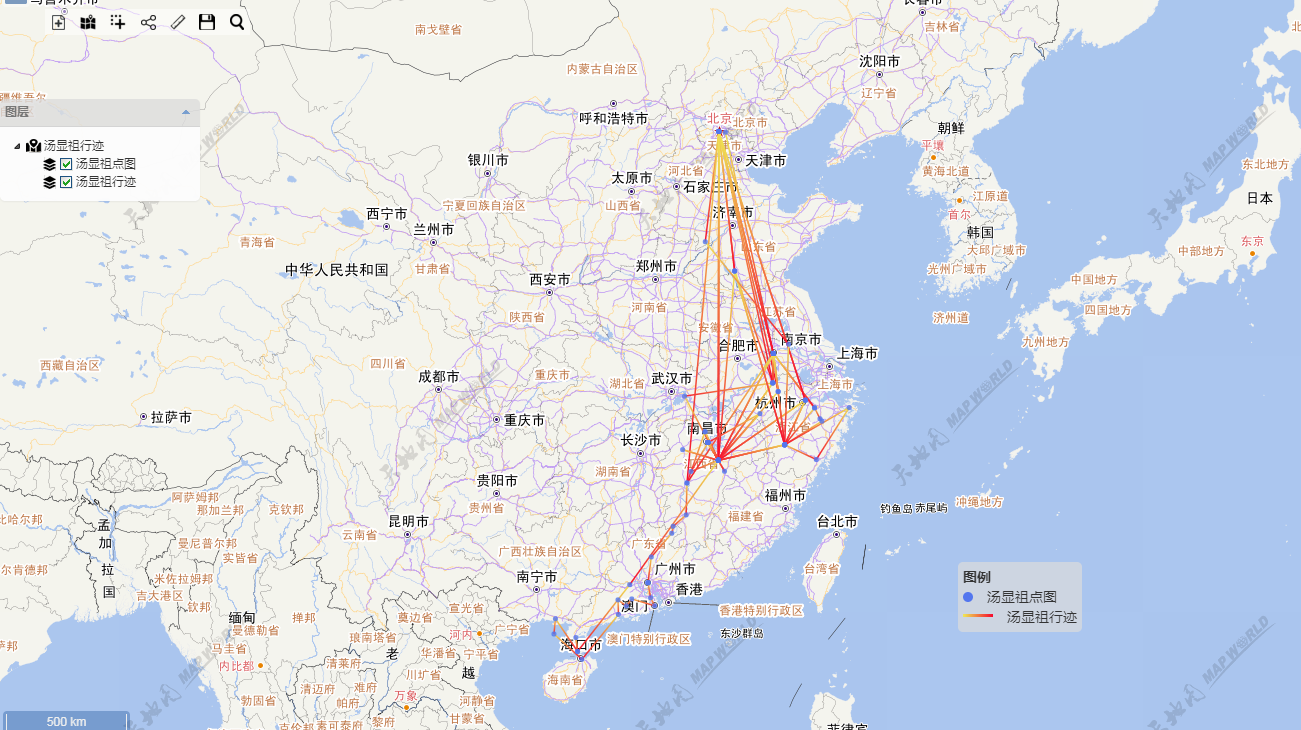 乌鲁木齐市
长春市
南戈壁省
吉林省
沈阳市
内蒙古自治区
辽宁省
图层
呼和浩特市
北京
北京市
朝鲜
汤显祖行迹
平壤
天津市
银川市
天津市
汤显祖点图
河北省
黄海北道
东北地方
太原市
石家庄市
汤显祖行迹
江原道
日本
宁夏回族自治区
山西省
济南市
首尔
西宁市
兰州市
韩国
青海省
山东省
大邱广域市
东京
中部地方
中华人民共和国
甘肃省
郑州市
光州广域市
西安市
中国地方
河南省
四国地方
陕西省
江苏省
济州道
安徽省
南京市
九州地方
合肥市
上海市
西藏自治区
四川省
成都市
重庆市
湖北省
武汉市
上海市
杭州市
拉萨市
重庆市
南昌市
浙江省
长沙市
江西省
湖南省
贵阳市
阿萨姆邦
福州市
那加兰邦
克钦邦
贵州省
钓鱼岛
赤尾屿
冲绳地方
昆明市
福建省
台湾省
台北市
孟加拉国
云南省
曼尼普尔邦
广东省
广西壮族自治区
实皆省
广州市
图例
米佐拉姆邦
南宁市
香港
汤显祖点图
吉大港区
钦邦
宣光省
澳门
香港特别行政区
汤显祖行迹
缅甸
掸邦
莫边省
曼德勒省
河内
广宁省
东沙群岛
琅南塔省
澳门特别行政区
马圭省
老
华潘省
宁平省
海口市
内比都
清莱府
越
川圹省
海南省
清迈府
难府
万象
勃固省
帕府
河静省
500 km
黎府
甘蒙省
克伦邦
素可泰府
菲律宾
MAP WORLD